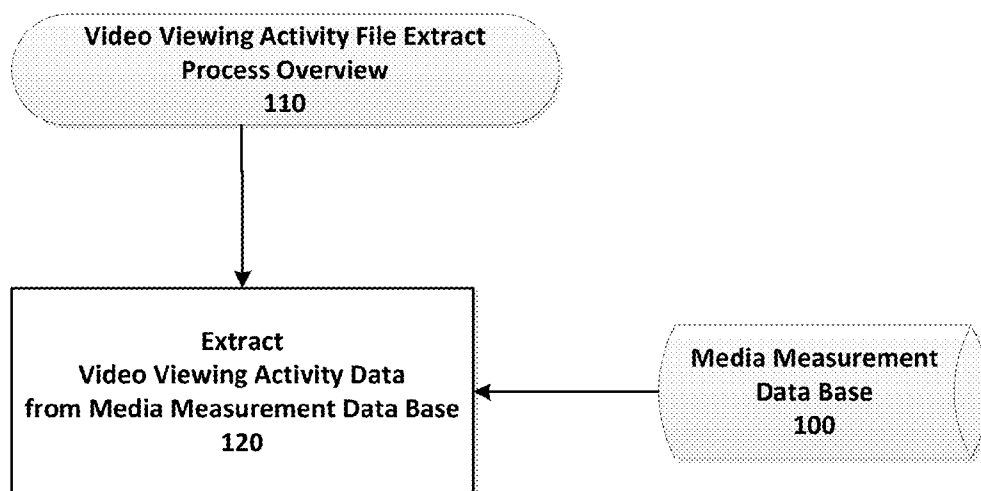 Video Viewing Activity File Extract
Process Overview
110
Extract
Video Viewing Activity Data
from Media Measurement Data Base
120
Media Measurement
Data Base
100